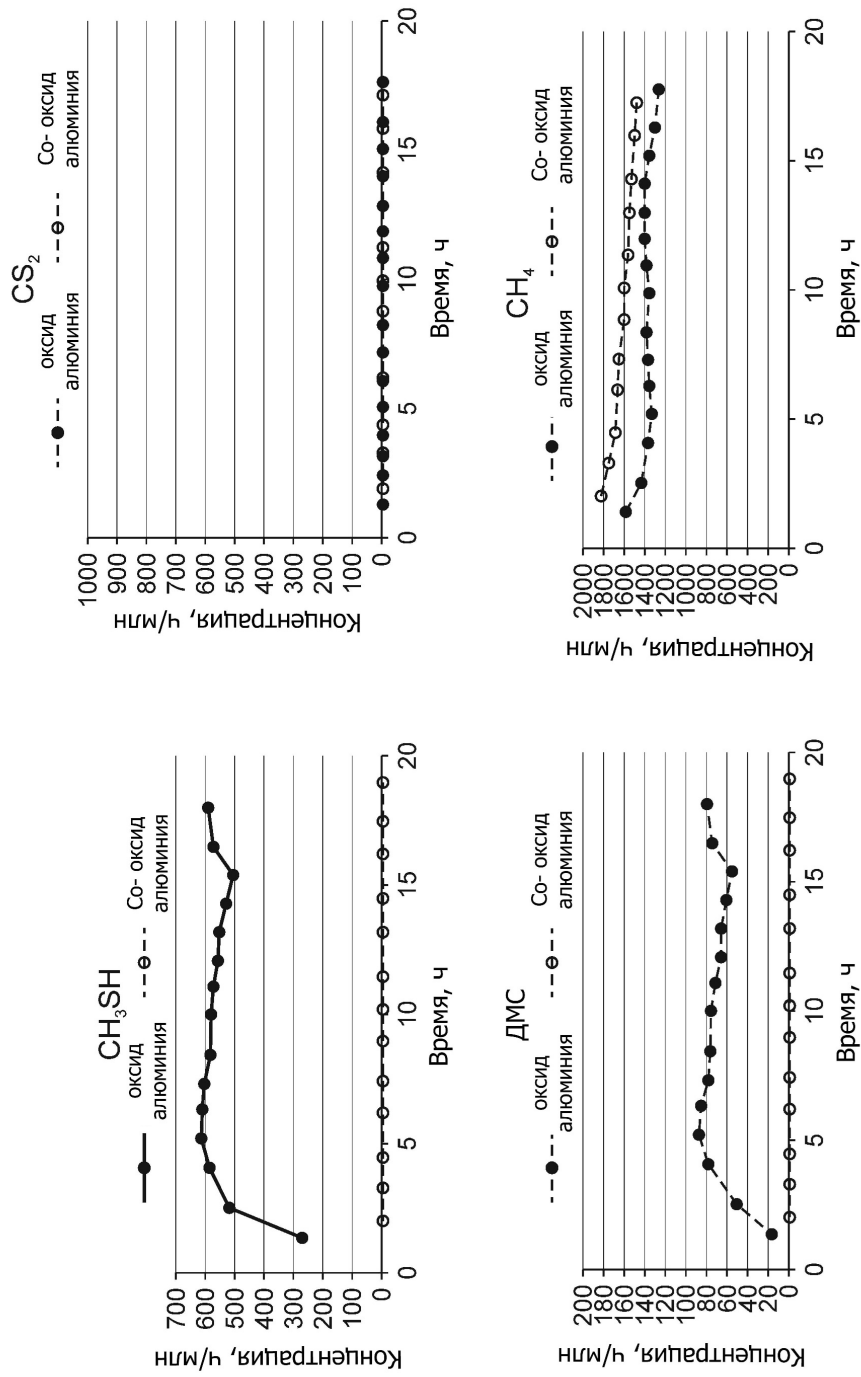 CH₃SH
оксид
алюминия
Co- оксид
алюминия
Концентрация, ч/млн
700
600
500
400
300
200
100
0
0 5 10 15 20
Время, ч
CS₂
оксид
алюминия
Co- оксид
алюминия
Концентрация, ч/млн
1000
900
800
700
600
500
400
300
200
100
0
0 5 10 15 20
Время, ч
ДМС
оксид
алюминия
Co- оксид
алюминия
Концентрация, ч/млн
200
180
160
140
120
100
80
60
40
20
0
0 5 10 15 20
Время, ч
CH₄
оксид
алюминия
Co- оксид
алюминия
Концентрация, ч/млн
2000
1800
1600
1400
1200
1000
800
600
400
200
0
0 5 10 15 20
Время, ч